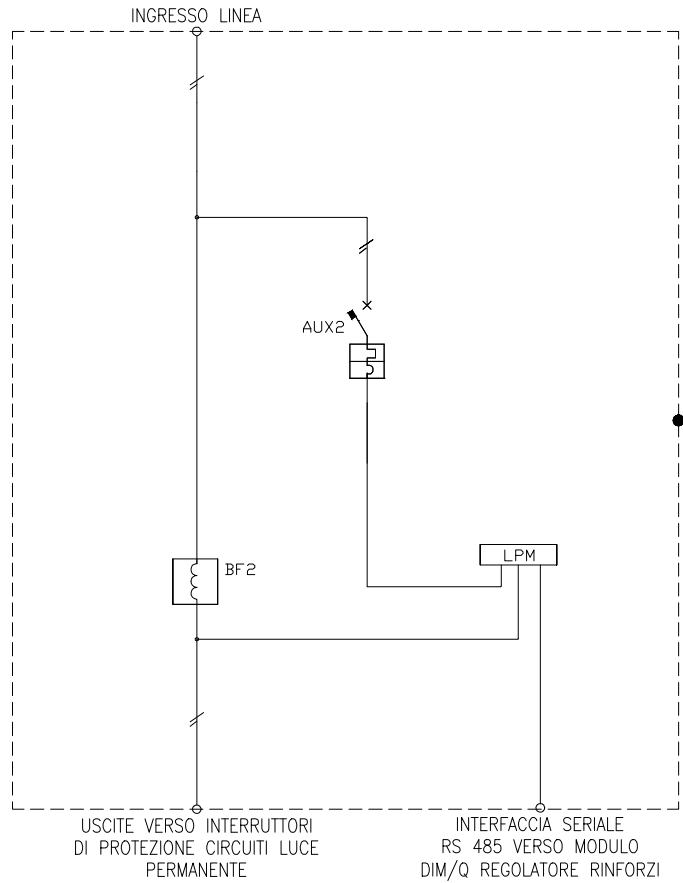 INGRESSO LINEA
AUX2
LPM
BF2
USCITE VERSO INTERRUTTORI
DI PROTEZIONE CIRCUITI LUCE
PERMANENTE
INTERFACCIA SERIALE
RS 485 VERSO MODULO
DIM/Q REGOLATORE RINFORZI